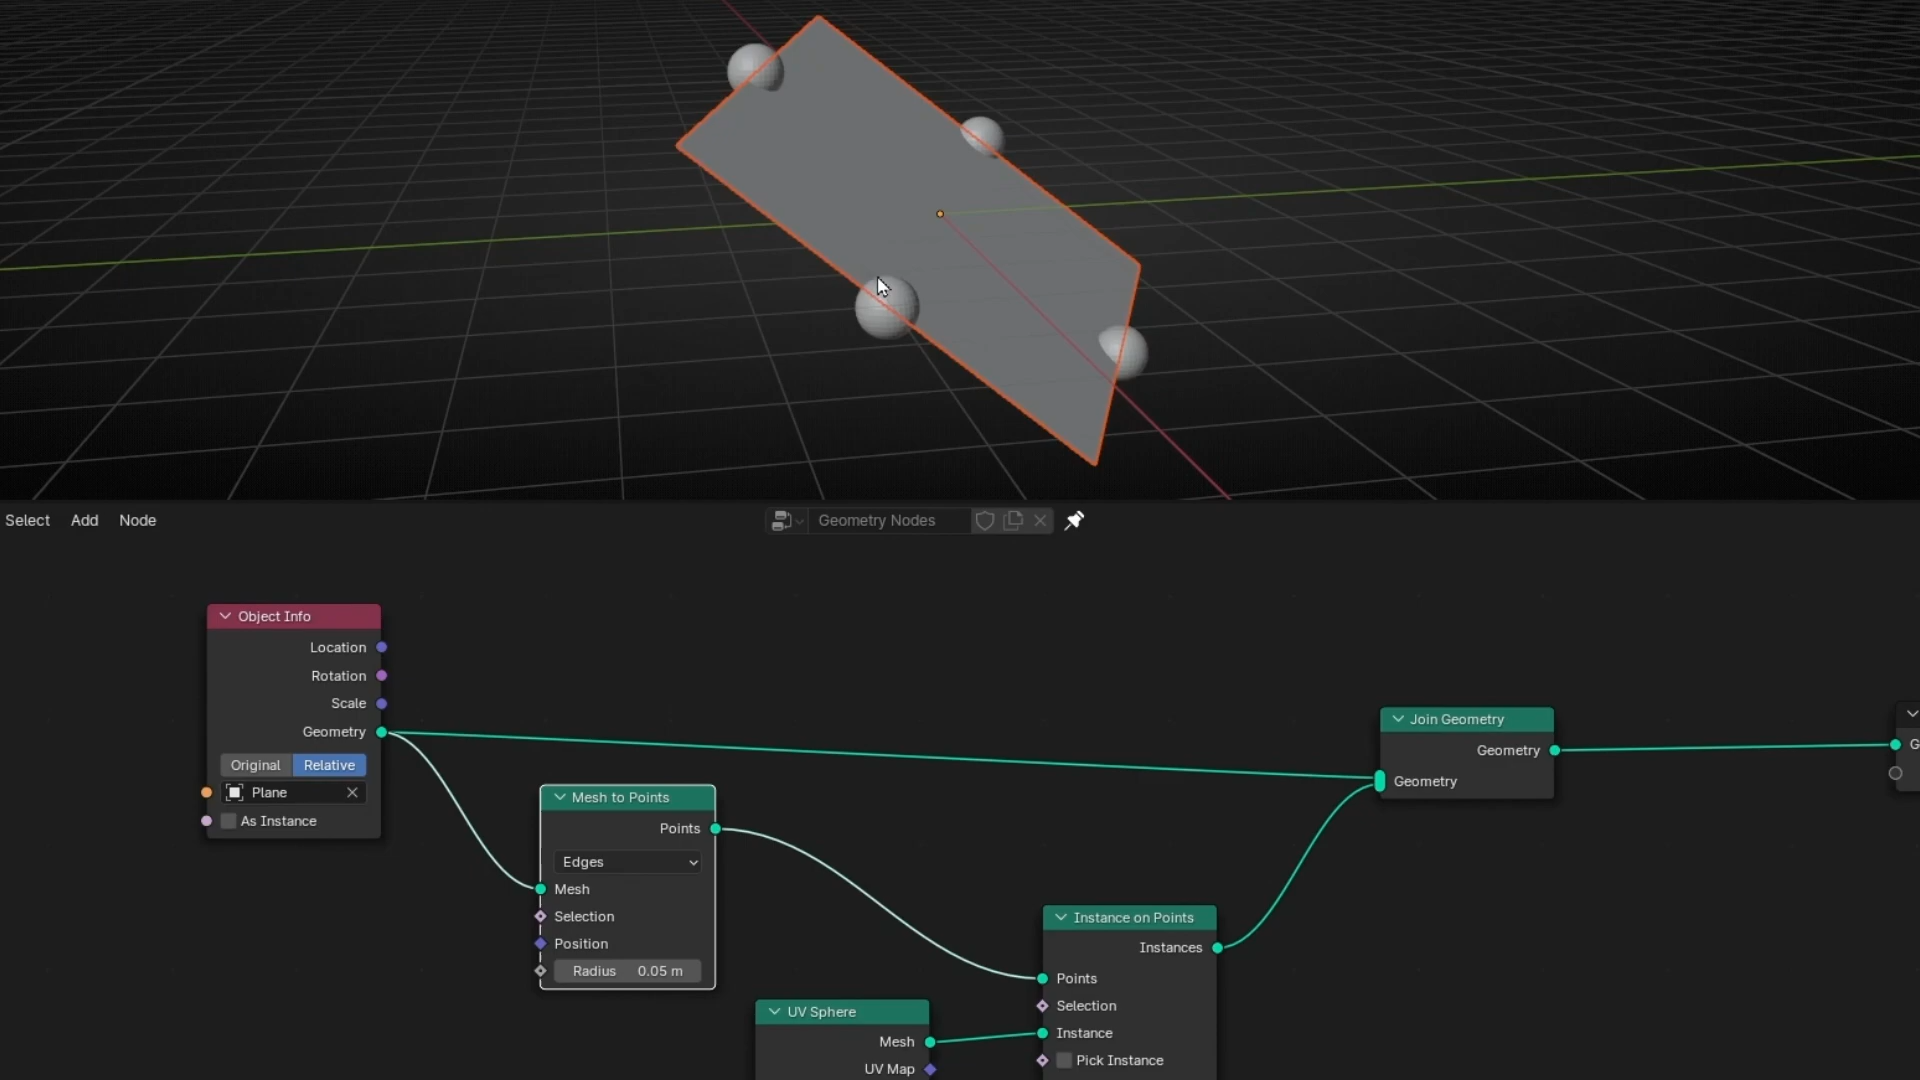 Select Add Node Geometry Nodes
Object Info
Location
Rotation
Scale
Geometry
Original Relative
Plane
As Instance
Mesh to Points
Points
Edges
Mesh
Selection
Position
Radius 0.05 m
UV Sphere
Mesh
UV Map
Instance on Points
Instances
Points
Selection
Instance
Pick Instance
Join Geometry
Geometry
Geometry
G